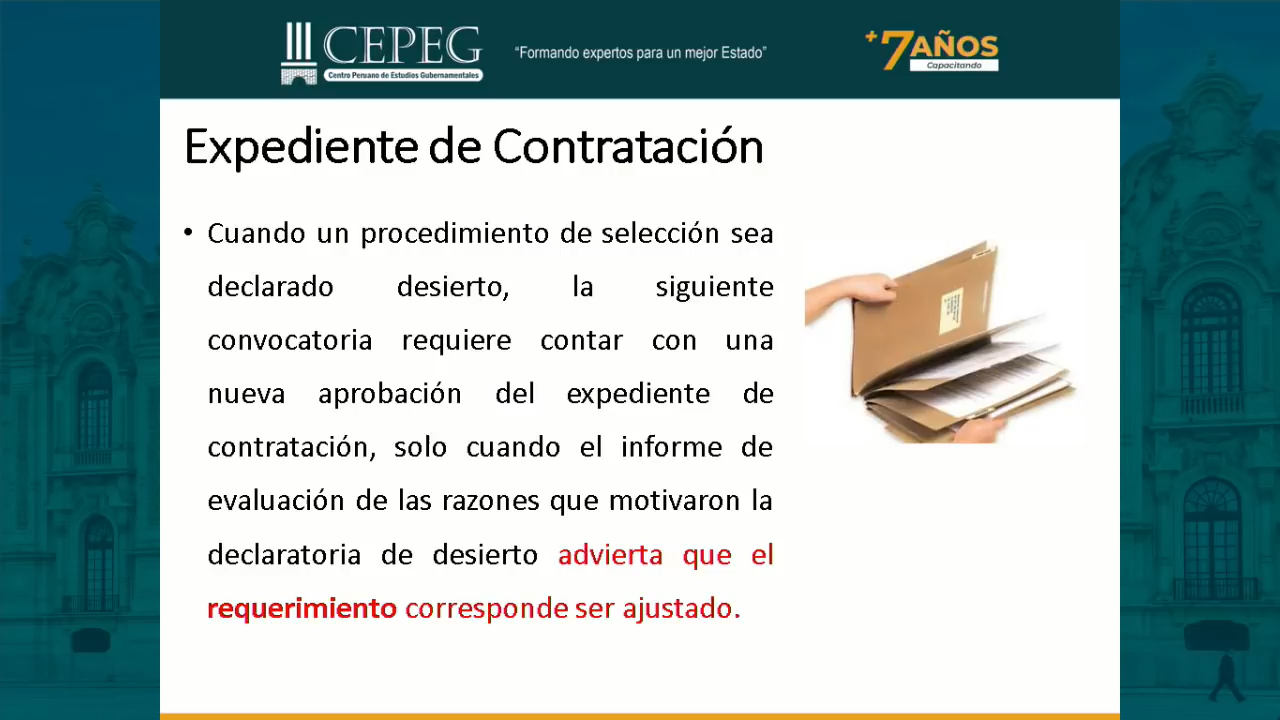 CEPEG
Centro Peruano de Estudios Gubernamentales
“Formando expertos para un mejor Estado”
+7 AÑOS
Capacitando
Expediente de Contratación
• Cuando un procedimiento de selección sea
declarado desierto, la siguiente
convocatoria requiere contar con una
nueva aprobación del expediente de
contratación, solo cuando el informe de
evaluación de las razones que motivaron la
declaratoria de desierto advierta que el
requerimiento corresponde ser ajustado.